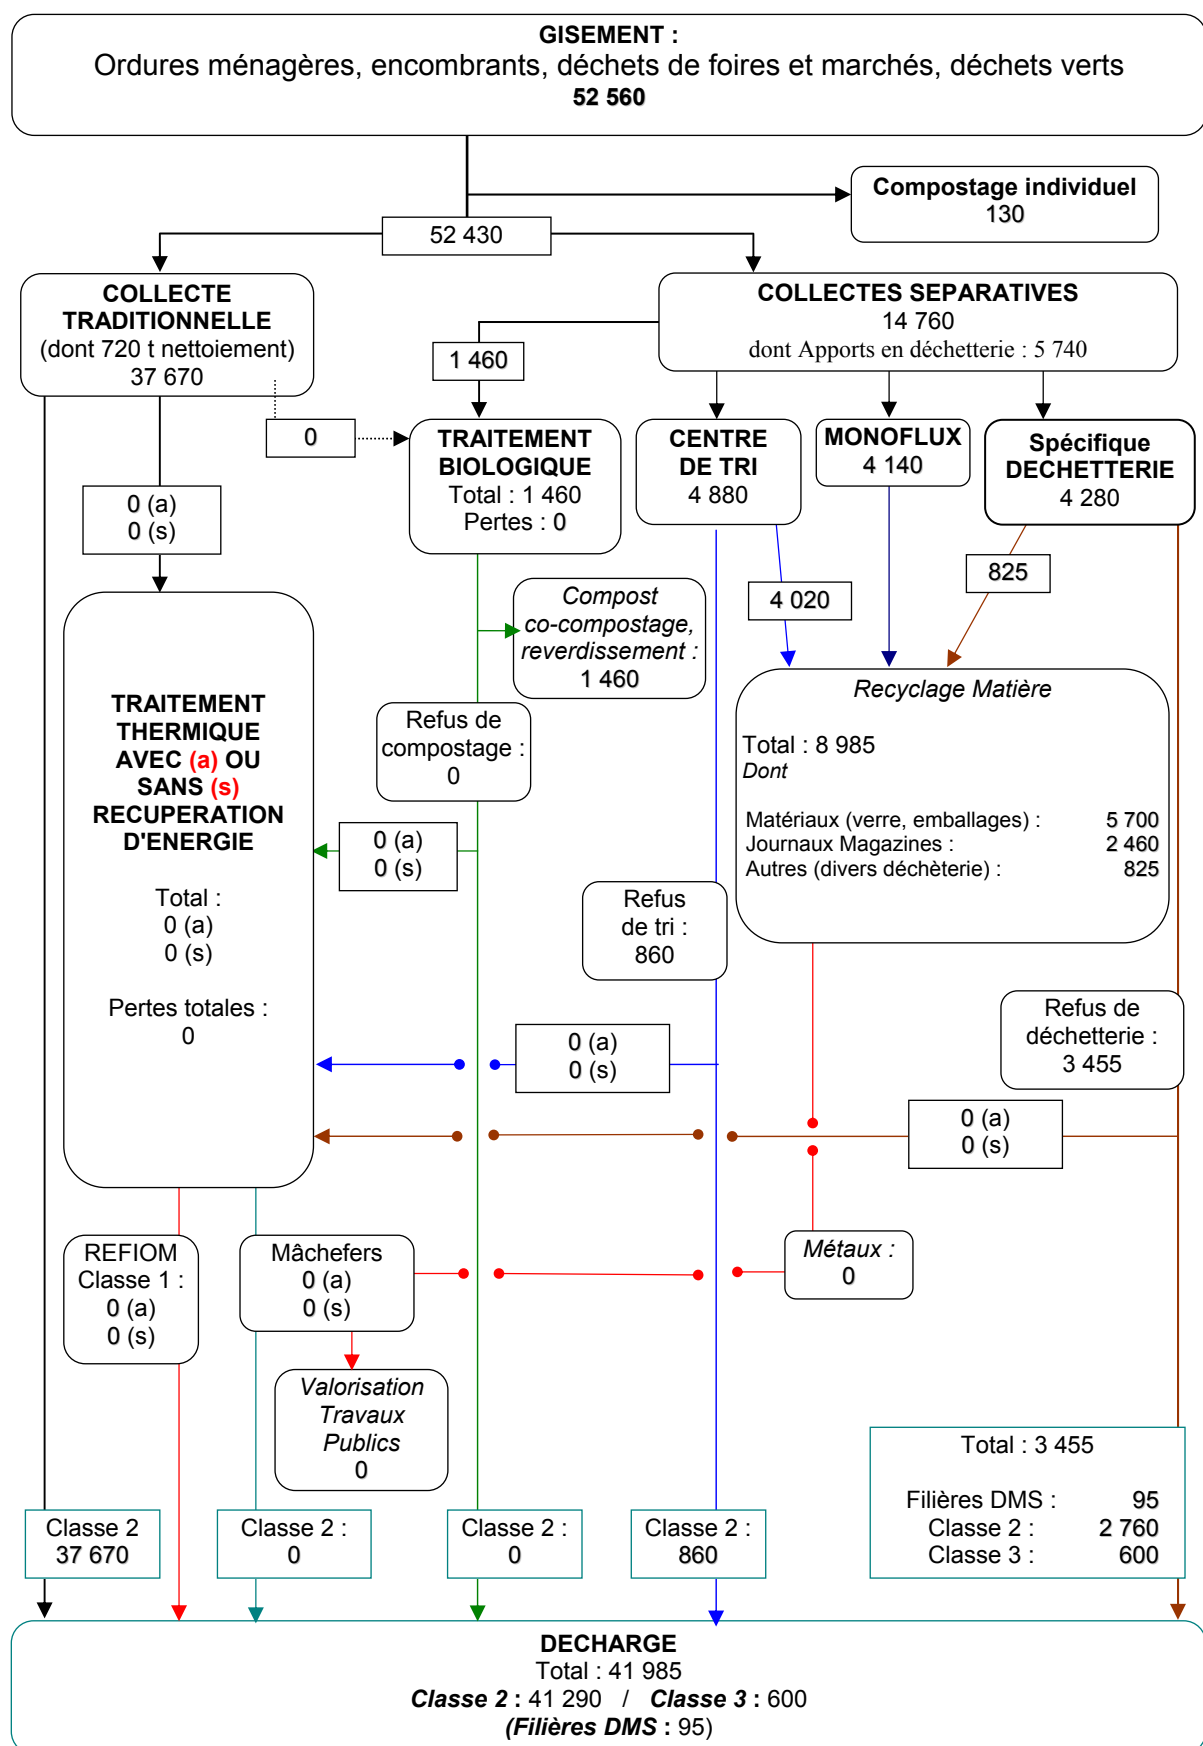 GISEMENT :
Ordures ménagères, encombrants, déchets de foires et marchés, déchets verts
52 560
Compostage individuel
130
52 430
COLLECTE
TRADITIONNELLE
(dont 720 t nettoiement)
37 670
COLLECTES SEPARATIVES
14 760
dont Apports en déchetterie : 5 740
1 460
0
TRAITEMENT
BIOLOGIQUE
Total : 1 460
Pertes : 0
CENTRE
DE TRI
4 880
MONOFLUX
4 140
Spécifique
DECHETTERIE
4 280
0 (a)
0 (s)
4 020
825
Compost
co-compostage,
reverdissement :
1 460
TRAITEMENT
THERMIQUE
AVEC (a) OU
SANS (s)
RECUPERATION
D'ENERGIE
Total :
0 (a)
0 (s)
Pertes totales :
0
Refus de
compostage :
0
Recyclage Matière
Total : 8 985
Dont
Matériaux (verre, emballages) : 5 700
Journaux Magazines : 2 460
Autres (divers déchèterie) : 825
0 (a)
0 (s)
Refus
de tri :
860
Refus de
déchetterie :
3 455
0 (a)
0 (s)
0 (a)
0 (s)
REFIOM
Classe 1 :
0 (a)
0 (s)
Mâchefers
0 (a)
0 (s)
Métaux :
0
Valorisation
Travaux
Publics
0
Total : 3 455
Filières DMS : 95
Classe 2 : 2 760
Classe 3 : 600
Classe 2
37 670
Classe 2 :
0
Classe 2 :
0
Classe 2 :
860
DECHARGE
Total : 41 985
Classe 2 : 41 290 / Classe 3 : 600
(Filières DMS : 95)